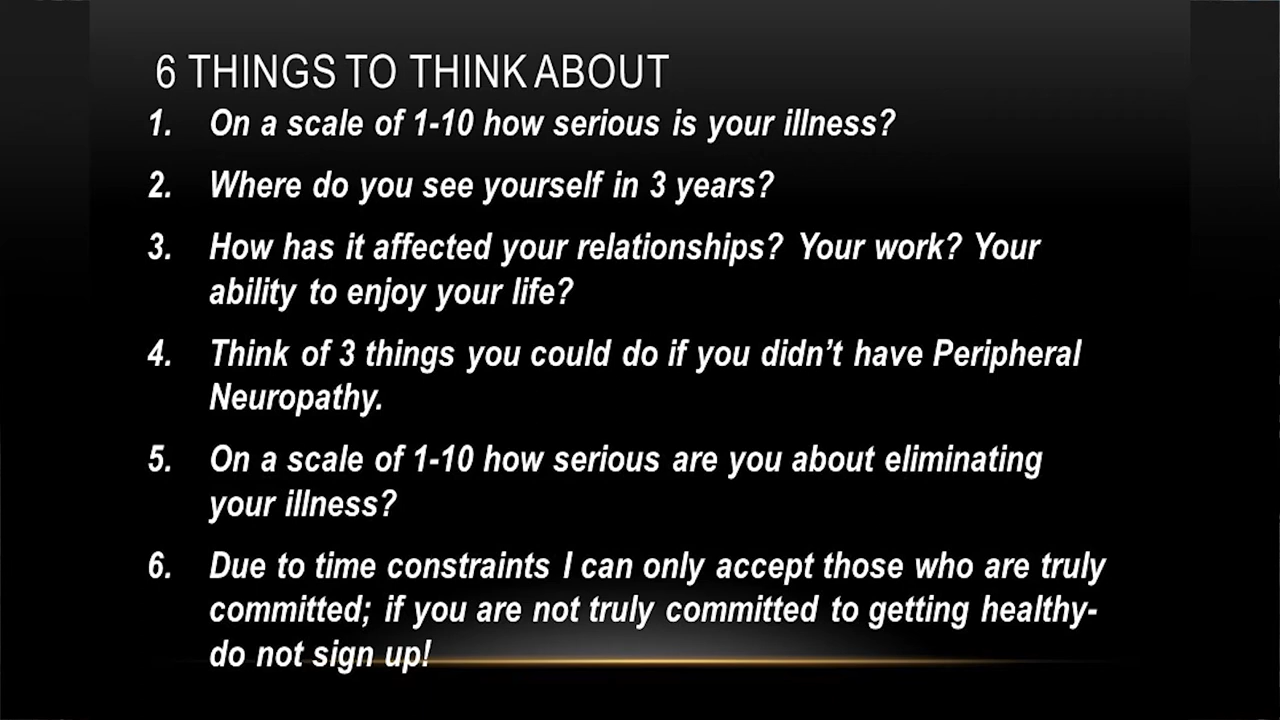 6 THINGS TO THINK ABOUT
1. On a scale of 1-10 how serious is your illness?
2. Where do you see yourself in 3 years?
3. How has it affected your relationships? Your work? Your
ability to enjoy your life?
4. Think of 3 things you could do if you didn’t have Peripheral
Neuropathy.
5. On a scale of 1-10 how serious are you about eliminating
your illness?
6. Due to time constraints I can only accept those who are truly
committed; if you are not truly committed to getting healthy-
do not sign up!